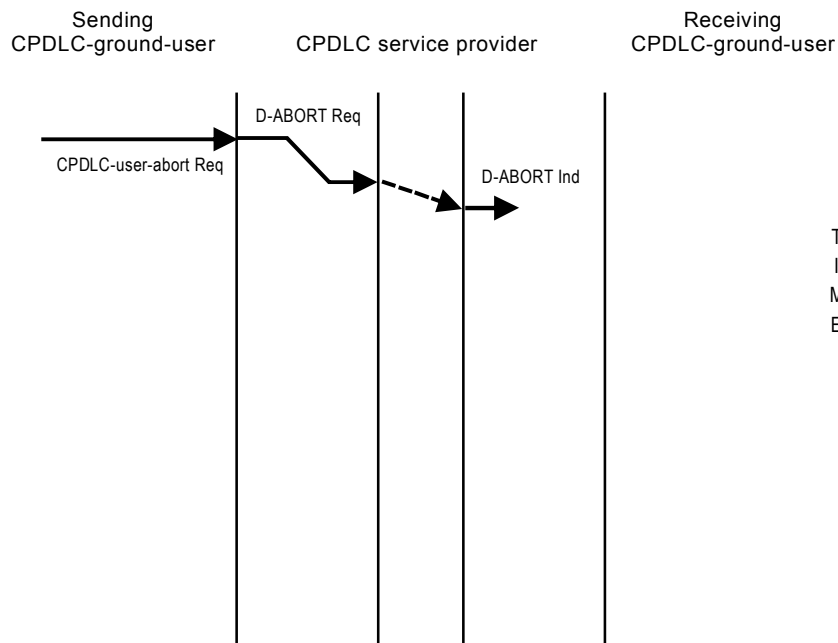 Sending
CPDLC-ground-user
CPDLC service provider
Receiving
CPDLC-ground-user
D-ABORT Req
CPDLC-user-abort Req
D-ABORT Ind
T
I
M
E